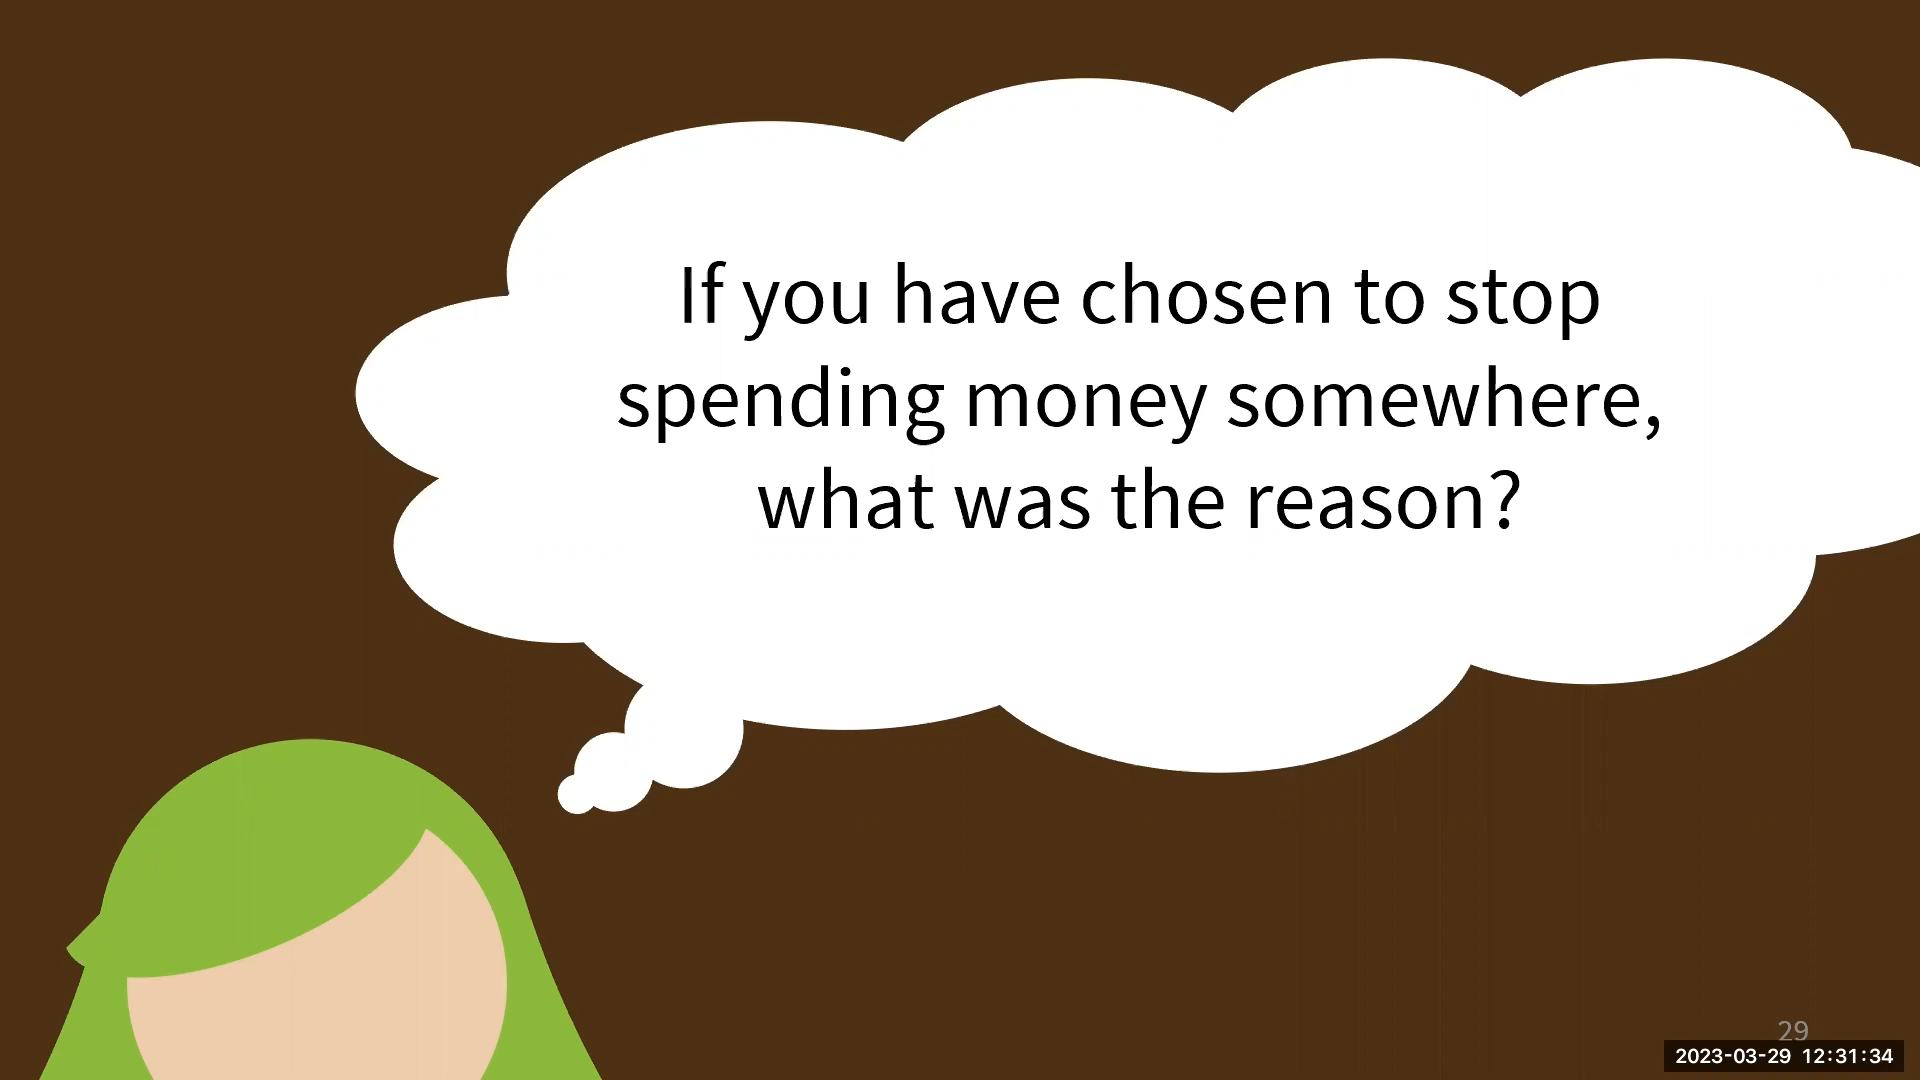 If you have chosen to stop
spending money somewhere,
what was the reason?
29
2023-03-29 12:31:34